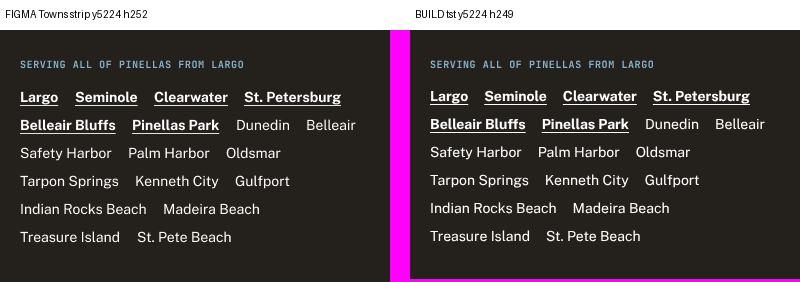 FIGMA Towns strip y5224 h252
SERVING ALL OF PINELLAS FROM LARGO
Largo Seminole Clearwater St. Petersburg
Belleair Bluffs Pinellas Park Dunedin Belleair
Safety Harbor Palm Harbor Oldsmar
Tarpon Springs Kenneth City Gulfport
Indian Rocks Beach Madeira Beach
Treasure Island St. Pete Beach
BUILD tst y5224 h249
SERVING ALL OF PINELLAS FROM LARGO
Largo Seminole Clearwater St. Petersburg
Belleair Bluffs Pinellas Park Dunedin Belleair
Safety Harbor Palm Harbor Oldsmar
Tarpon Springs Kenneth City Gulfport
Indian Rocks Beach Madeira Beach
Treasure Island St. Pete Beach